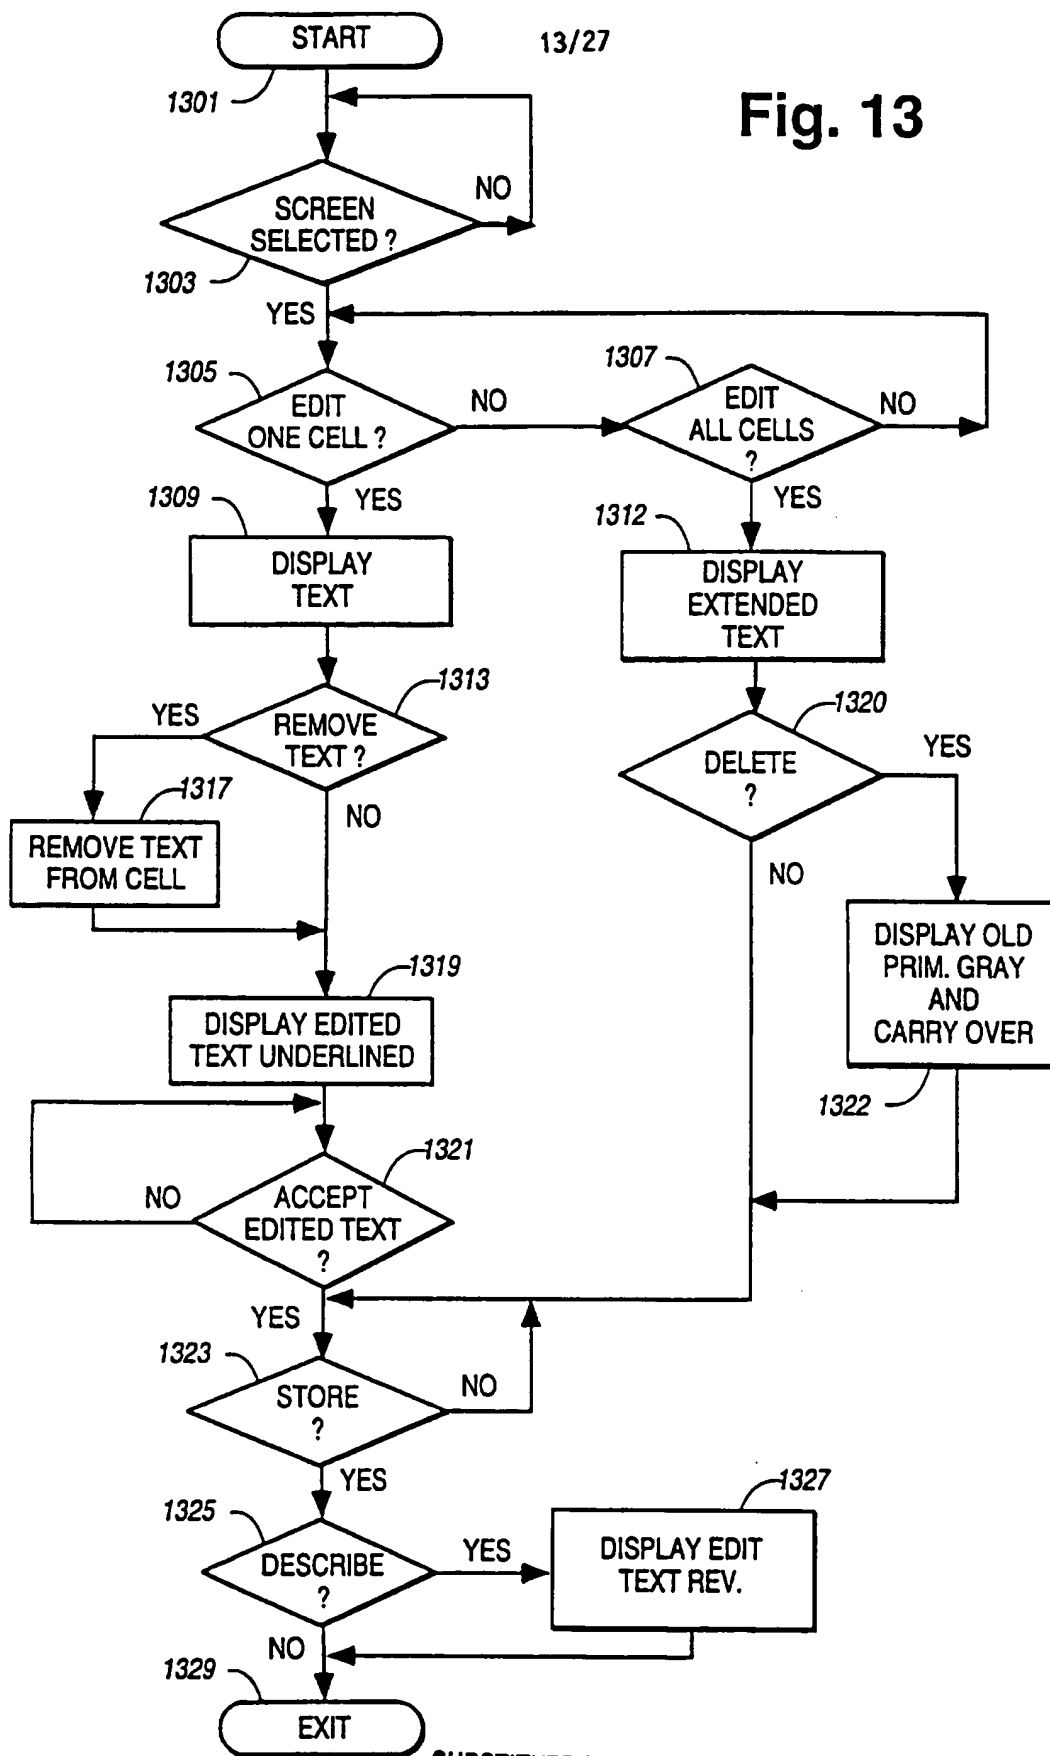 START
13/27
Fig. 13
1301
NO
SCREEN
SELECTED ?
1303
YES
1305
EDIT
ONE CELL ?
NO
1307
EDIT
ALL CELLS
?
NO
YES
1309
DISPLAY
TEXT
YES
1312
DISPLAY
EXTENDED
TEXT
1313
YES
REMOVE
TEXT ?
NO
1320
DELETE
?
YES
NO
1317
REMOVE TEXT
FROM CELL
DISPLAY OLD
PRIM. GRAY
AND
CARRY OVER
1322
1319
DISPLAY EDITED
TEXT UNDERLINED
1321
NO
ACCEPT
EDITED TEXT
?
YES
1323
STORE
?
NO
YES
1325
DESCRIBE
?
YES
1327
DISPLAY EDIT
TEXT REV.
NO
1329
EXIT